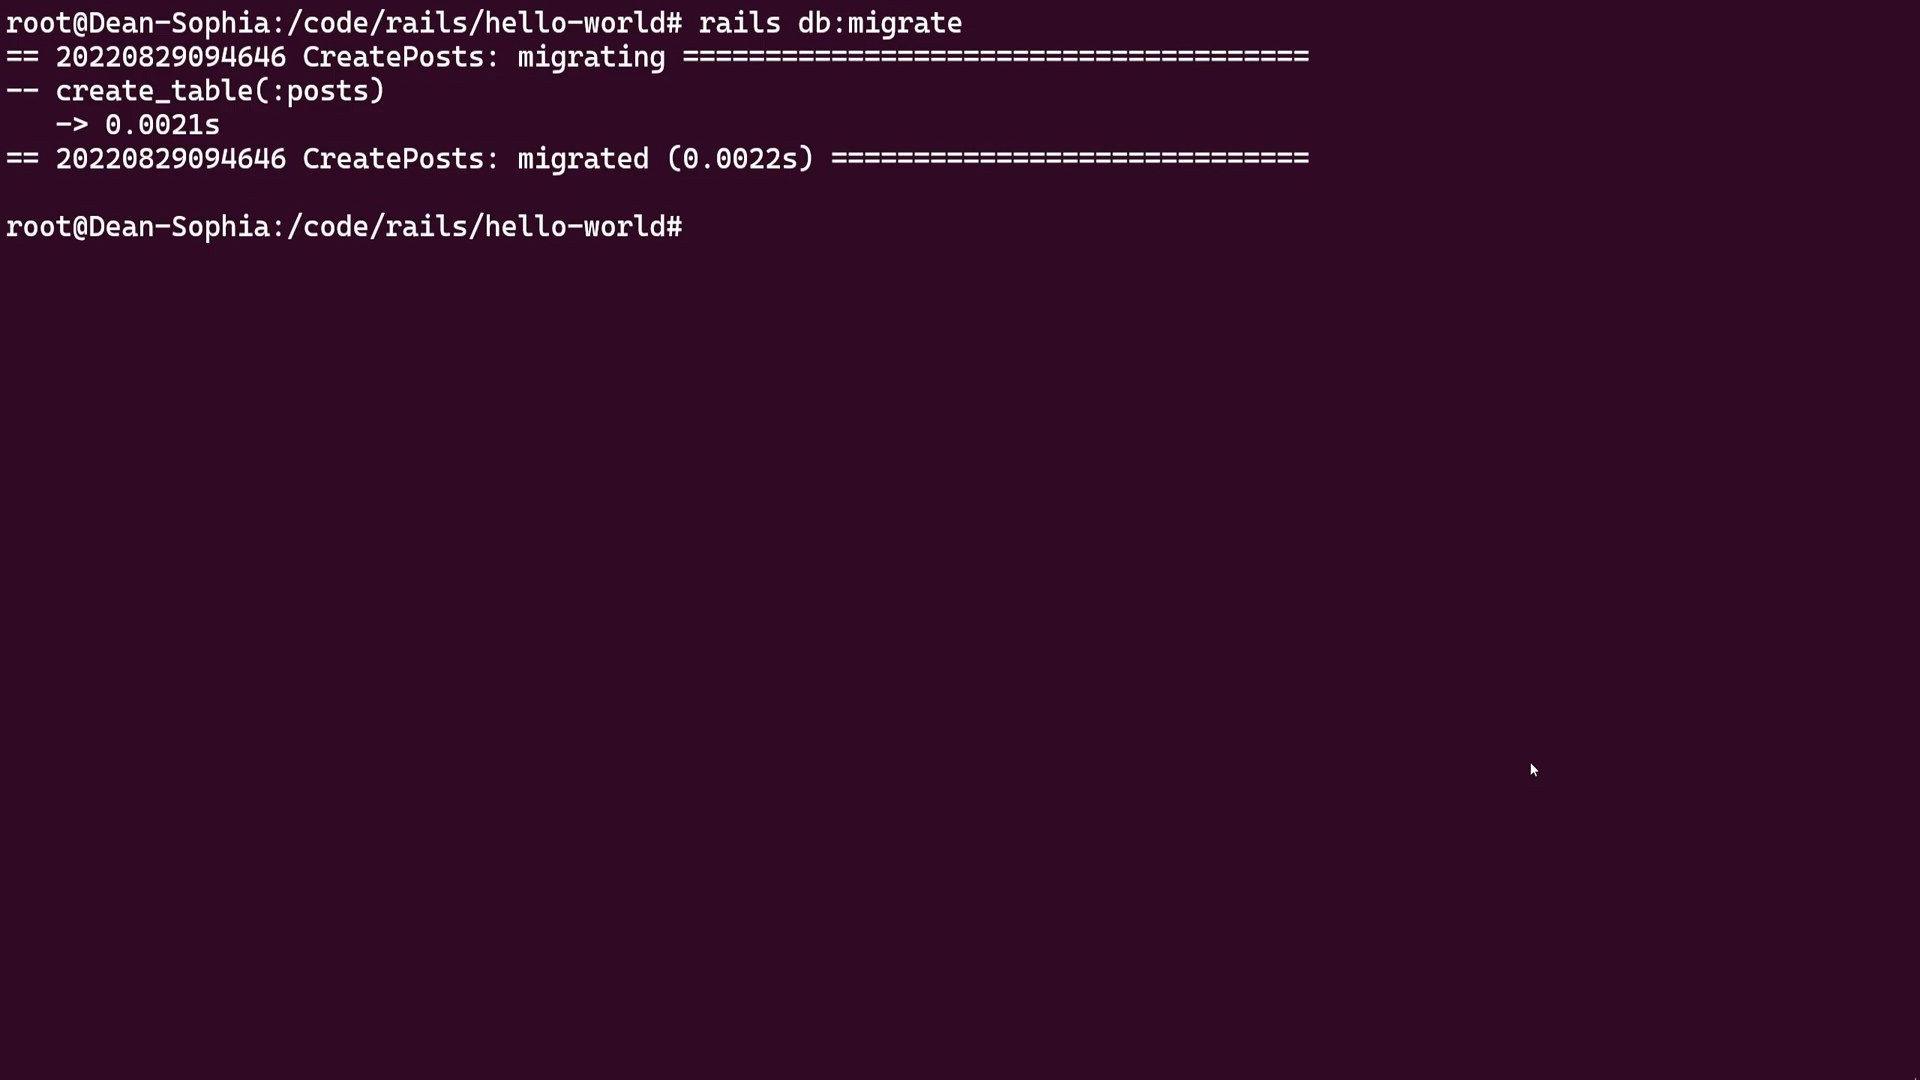 root@Dean-Sophia:/code/rails/hello-world# rails db:migrate
== 20220829094646 CreatePosts: migrating ======================================
-- create_table(:posts)
   -> 0.0021s
== 20220829094646 CreatePosts: migrated (0.0022s) =============================
root@Dean-Sophia:/code/rails/hello-world#